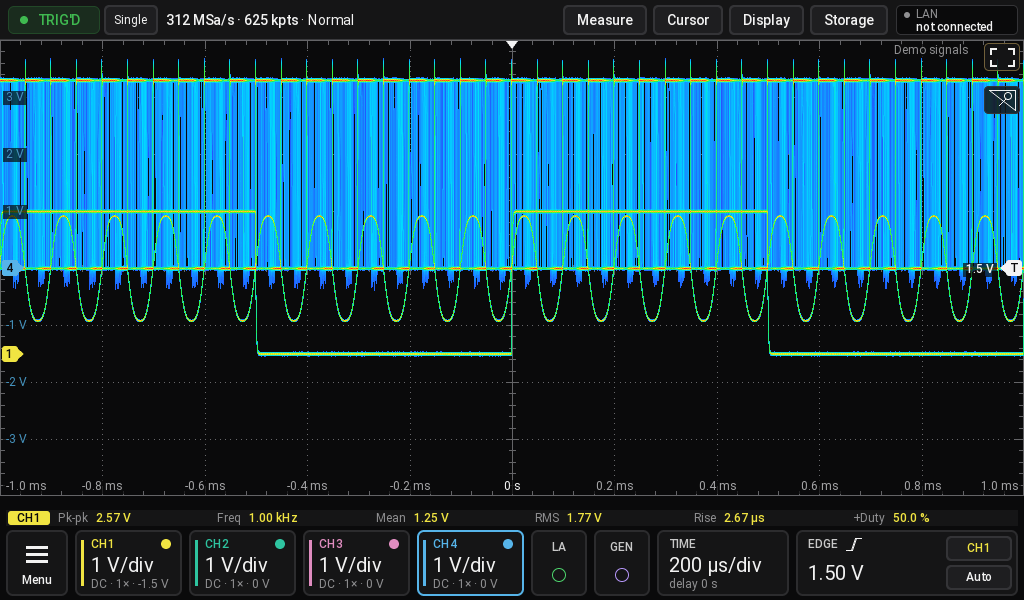 TRIG'D
Single
312 MSa/s · 625 kpts · Normal
Measure
Cursor
Display
Storage
LAN
not connected
Demo signals
3 V
2 V
1 V
4
1.5 V
T
-1 V
1
-2 V
-3 V
-1.0 ms
-0.8 ms
-0.6 ms
-0.4 ms
-0.2 ms
0 s
0.2 ms
0.4 ms
0.6 ms
0.8 ms
1.0 ms
CH1 Pk-pk 2.57 V Freq 1.00 kHz Mean 1.25 V RMS 1.77 V Rise 2.67 µs +Duty 50.0 %
Menu
CH1
1 V/div
DC · 1× · -1.5 V
CH2
1 V/div
DC · 1× · 0 V
CH3
1 V/div
DC · 1× · 0 V
CH4
1 V/div
DC · 1× · 0 V
LA
GEN
TIME
200 µs/div
delay 0 s
EDGE
1.50 V
CH1
Auto